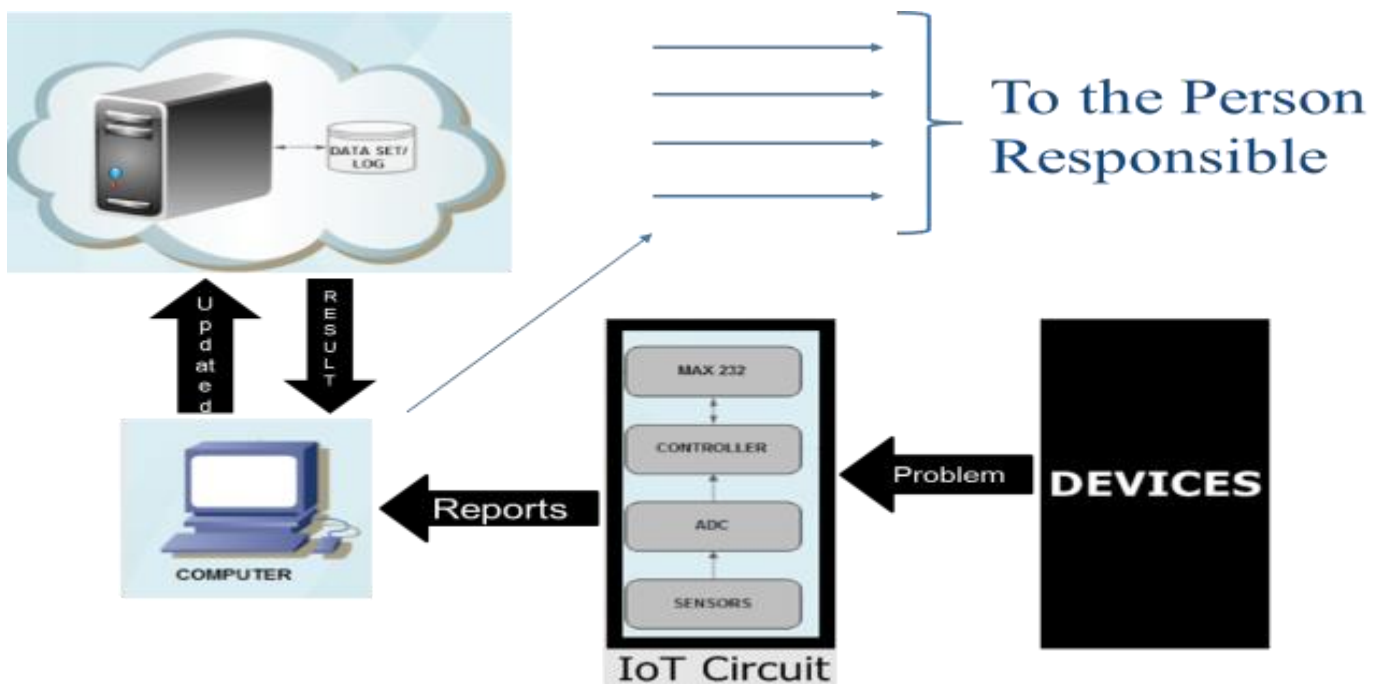 DATA SET/
LOG
To the Person
Responsible
Updated
RESULT
MAX 232
CONTROLLER
ADC
SENSORS
IoT Circuit
Problem
DEVICES
Reports
COMPUTER